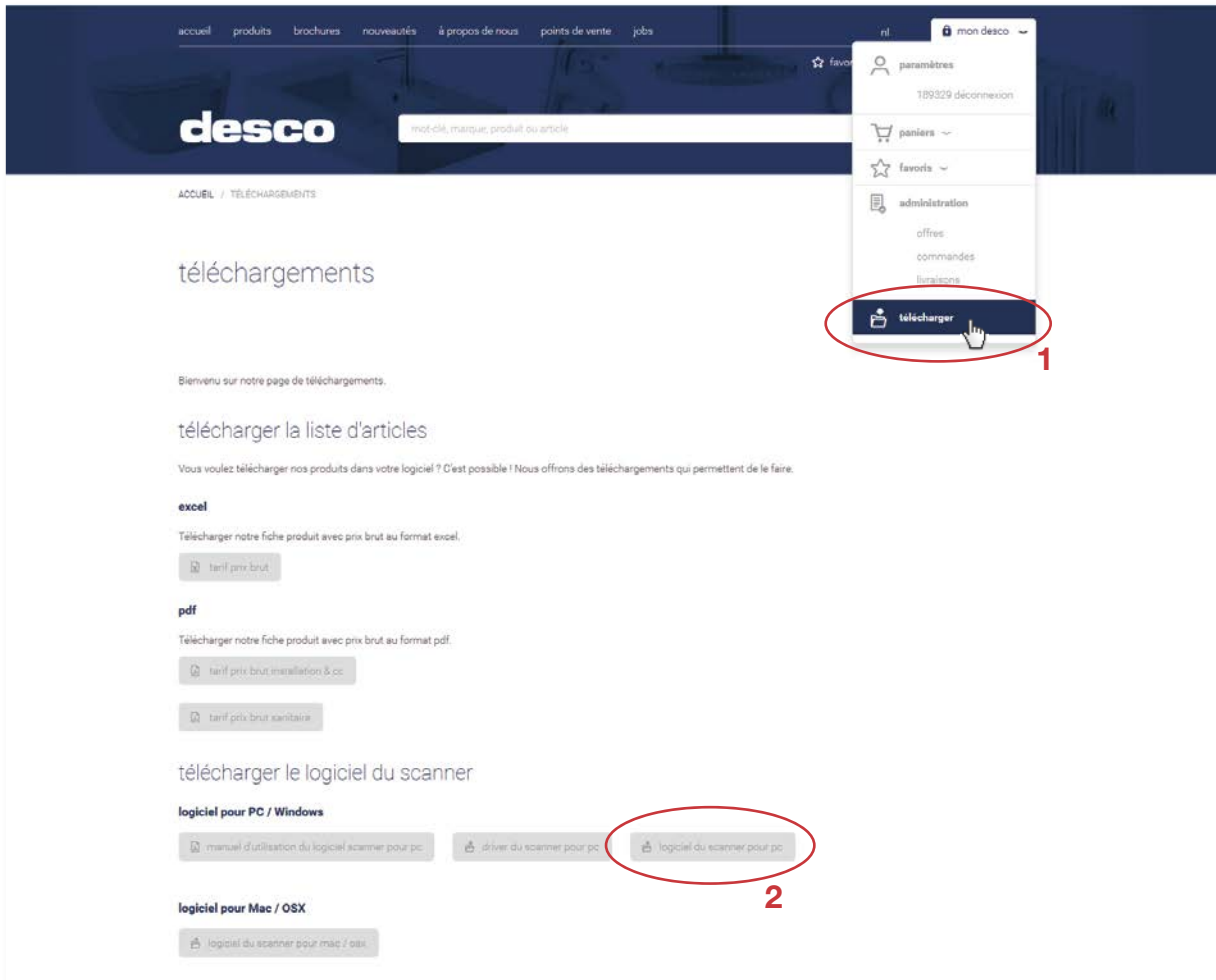 accueil produits brochures nouveautés à propos de nous points de vente jobs nl mon desco
favor
paramètres
189329 déconnexion
desco
mot-clé, marque, produit ou article
paniers
favoris
ACCUEIL / TÉLÉCHARGEMENTS
administration
offres
commandes
livraisons
téléchargements
télécharger
1
Bienvenu sur notre page de téléchargements.
télécharger la liste d'articles
Vous voulez télécharger nos produits dans votre logiciel ? C'est possible ! Nous offrons des téléchargements qui permettent de le faire.
excel
Télécharger notre fiche produit avec prix brut au format excel.
tarif prix brut
pdf
Télécharger notre fiche produit avec prix brut au format pdf.
tarif prix brut installation & cc
tarif prix brut sanitaire
télécharger le logiciel du scanner
logiciel pour PC / Windows
manuel d'utilisation du logiciel scanner pour pc driver du scanner pour pc logiciel du scanner pour pc
2
logiciel pour Mac / OSX
logiciel du scanner pour mac / osx